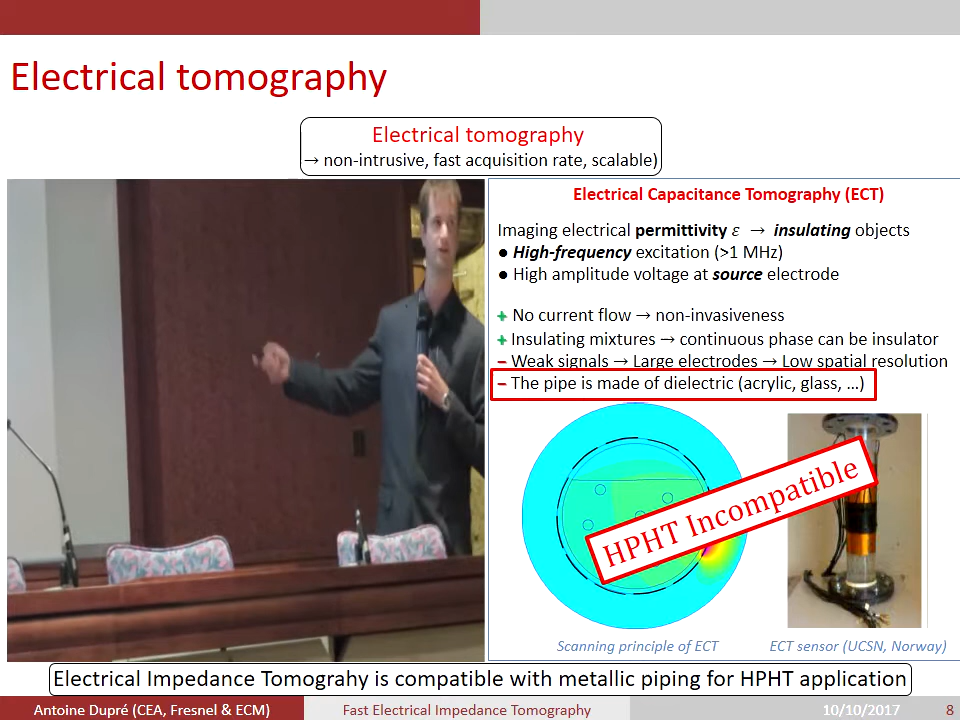 Electrical tomography
Electrical tomography
→ non-intrusive, fast acquisition rate, scalable)
Electrical Capacitance Tomography (ECT)
Imaging electrical permittivity ε → insulating objects
● High-frequency excitation (>1 MHz)
● High amplitude voltage at source electrode
+ No current flow → non-invasiveness
+ Insulating mixtures → continuous phase can be insulator
− Weak signals → Large electrodes → Low spatial resolution
− The pipe is made of dielectric (acrylic, glass, ...)
HPHT Incompatible
Scanning principle of ECT
ECT sensor (UCSN, Norway)
Electrical Impedance Tomograhy is compatible with metallic piping for HPHT application
Antoine Dupré (CEA, Fresnel & ECM)
Fast Electrical Impedance Tomography
10/10/2017
8